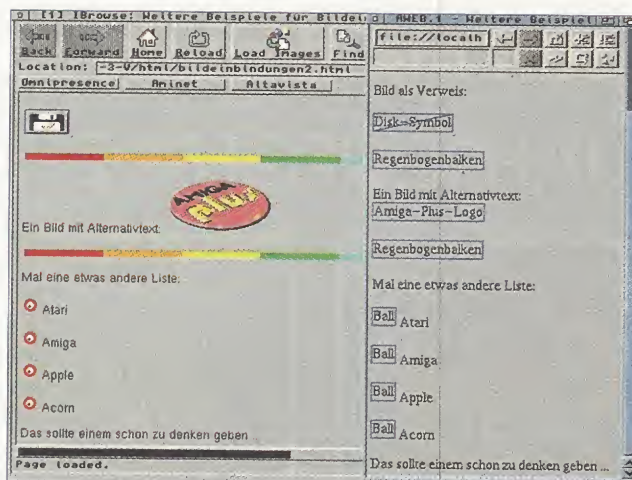 [1] IBrowse: Weitere Beispiele für Bildei
Back Forward Home Reload Load Images Find
Location: -3-V/html/bildeinbindungen2.html
Omnipresence Aminet Altavista
AMIGA
plus
Ein Bild mit Alternativtext:
Mal eine etwas andere Liste:
Atari
Amiga
Apple
Acorn
Das sollte einem schon zu denken geben
Page loaded.
AWEB.1 - Weitere Beispiel
file://localh
Bild als Verweis:
Disk-Symbol
Regenbogenbalken
Ein Bild mit Alternativtext:
Amiga-Plus-Logo
Regenbogenbalken
Mal eine etwas andere Liste:
Ball Atari
Ball Amiga
Ball Apple
Ball Acorn
Das sollte einem schon zu denken geben ...